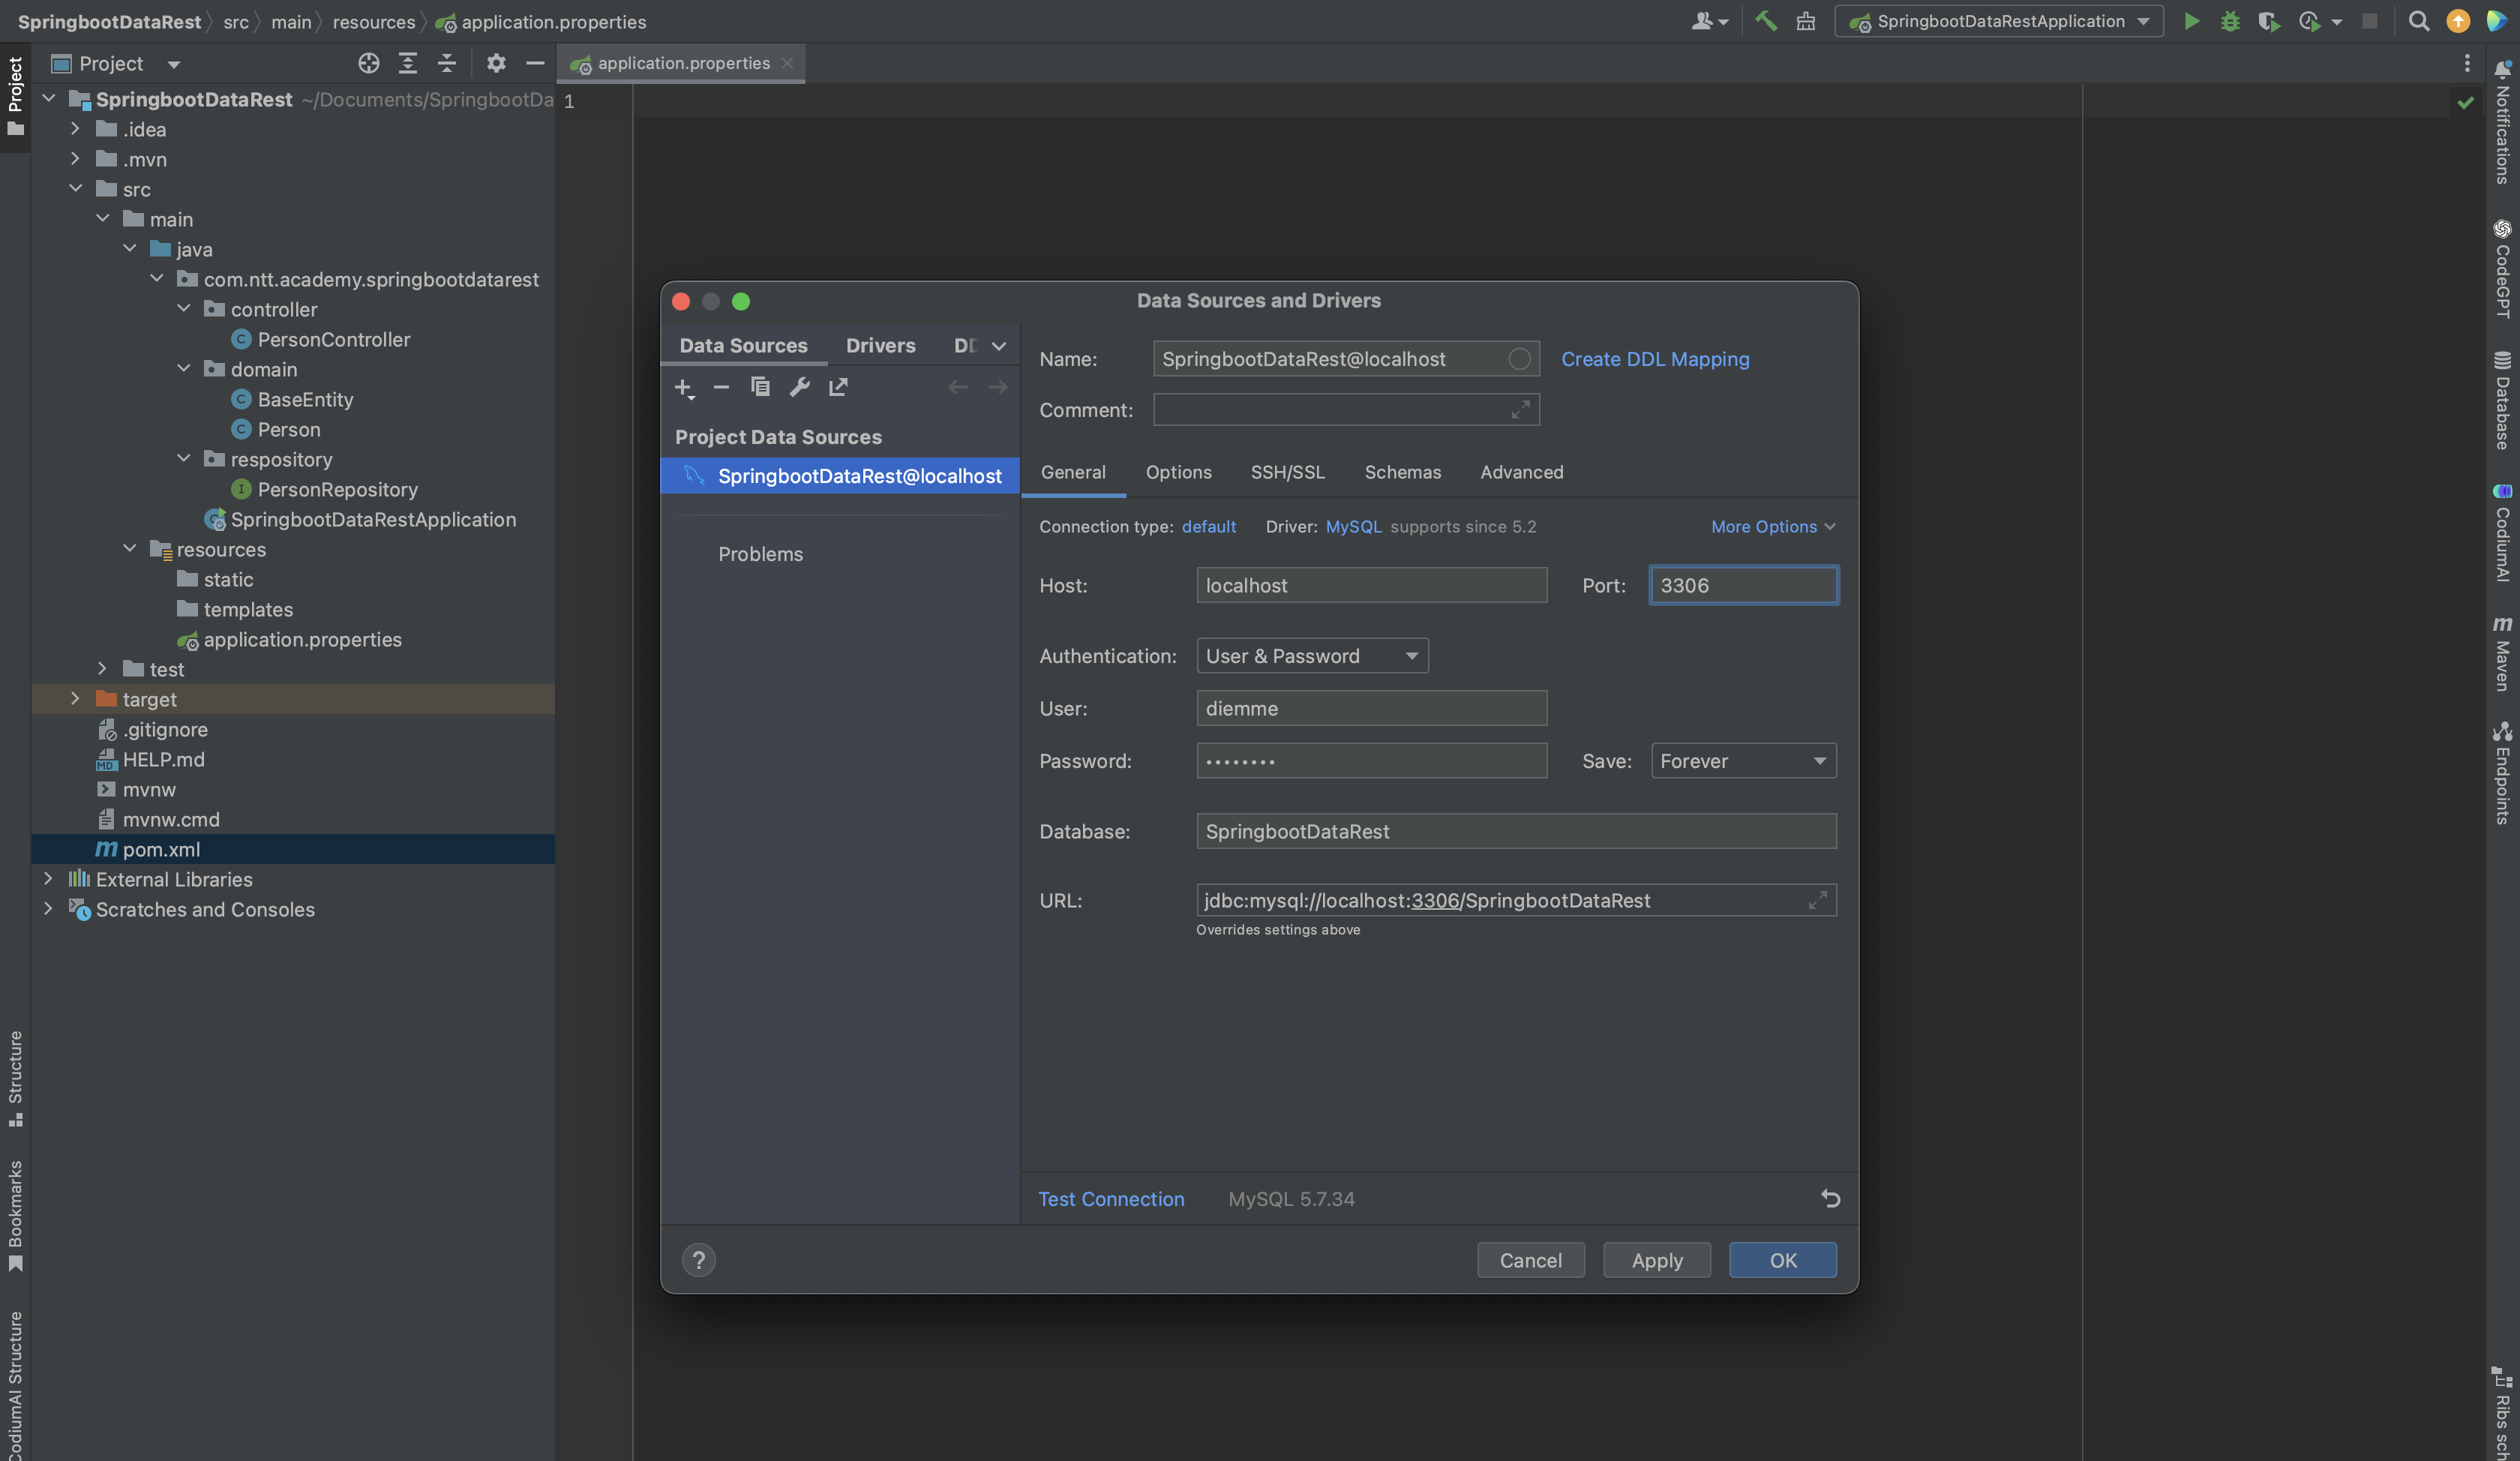 SpringbootDataRest src main resources application.properties
SpringbootDataRestApplication
Project
application.properties
Project
SpringbootDataRest ~/Documents/SpringbootDa
.idea
.mvn
src
main
java
com.ntt.academy.springbootdatarest
controller
PersonController
domain
BaseEntity
Person
respository
PersonRepository
SpringbootDataRestApplication
resources
static
templates
application.properties
test
target
.gitignore
HELP.md
mvnw
mvnw.cmd
pom.xml
External Libraries
Scratches and Consoles
Structure
Bookmarks
CodiumAI Structure
1
Data Sources and Drivers
Data Sources Drivers DD
Project Data Sources
SpringbootDataRest@localhost
Problems
Name: SpringbootDataRest@localhost Create DDL Mapping
Comment:
General Options SSH/SSL Schemas Advanced
Connection type: default Driver: MySQL supports since 5.2 More Options
Host: localhost Port: 3306
Authentication: User & Password
User: diemme
Password: •••••••• Save: Forever
Database: SpringbootDataRest
URL: jdbc:mysql://localhost:3306/SpringbootDataRest
Overrides settings above
Test Connection MySQL 5.7.34
? Cancel Apply OK
Notifications
CodeGPT
Database
CodiumAI
m Maven
Endpoints
Ribs sch